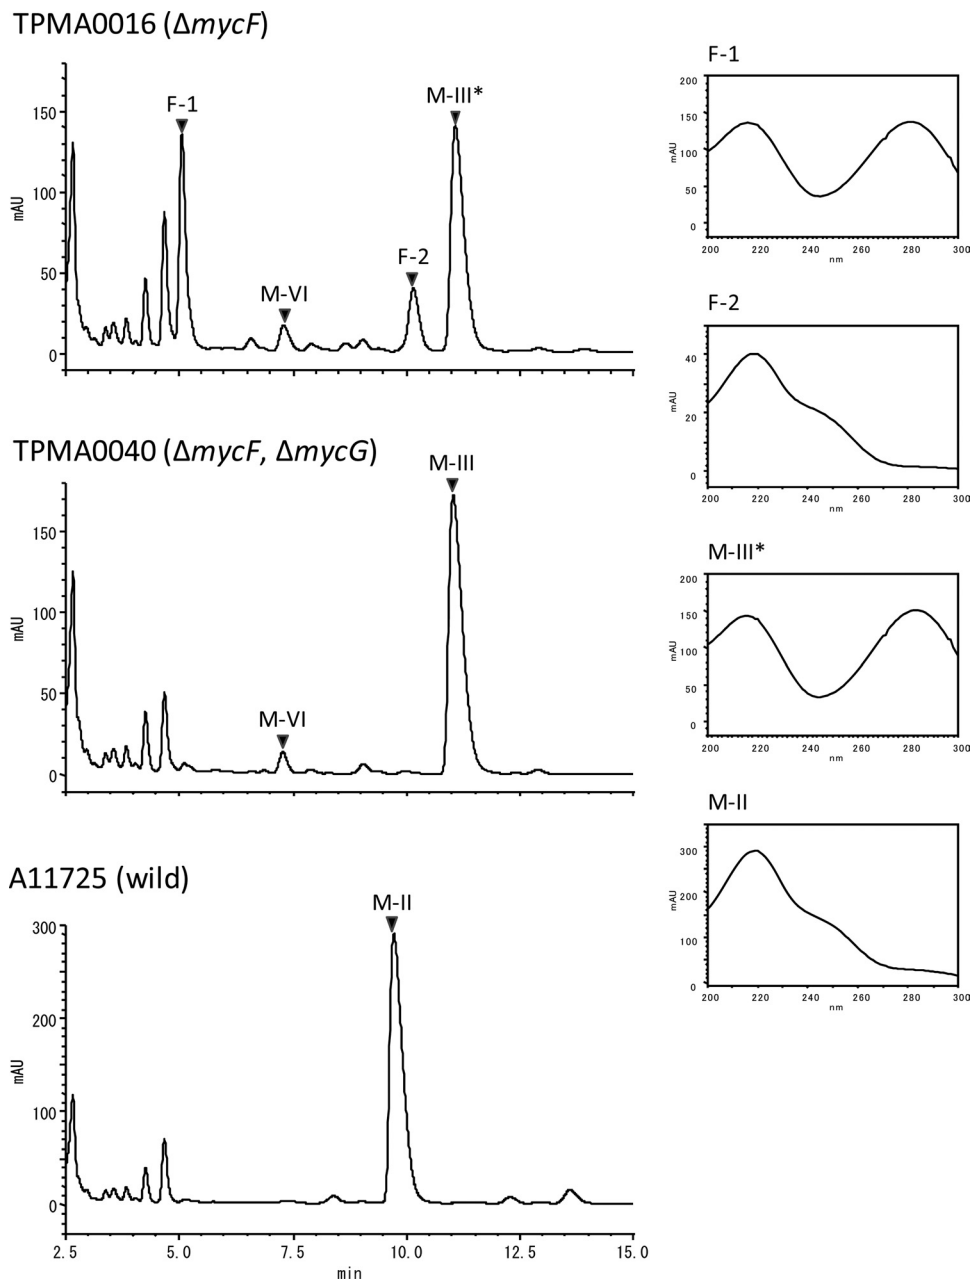 TPMA0016 (ΔmycF)
F-1
M-III*
M-VI
F-2
150
100
50
0
mAU
TPMA0040 (ΔmycF, ΔmycG)
M-III
M-VI
150
100
50
0
mAU
A11725 (wild)
M-II
300
200
100
0
mAU
2.5 5.0 7.5 10.0 12.5 15.0
min
F-1
200
150
100
50
0
mAU
200 220 240 260 280 300
nm
F-2
40
20
0
mAU
200 220 240 260 280 300
nm
M-III*
200
150
100
50
0
mAU
200 220 240 260 280 300
nm
M-II
300
200
100
0
mAU
200 220 240 260 280 300
nm